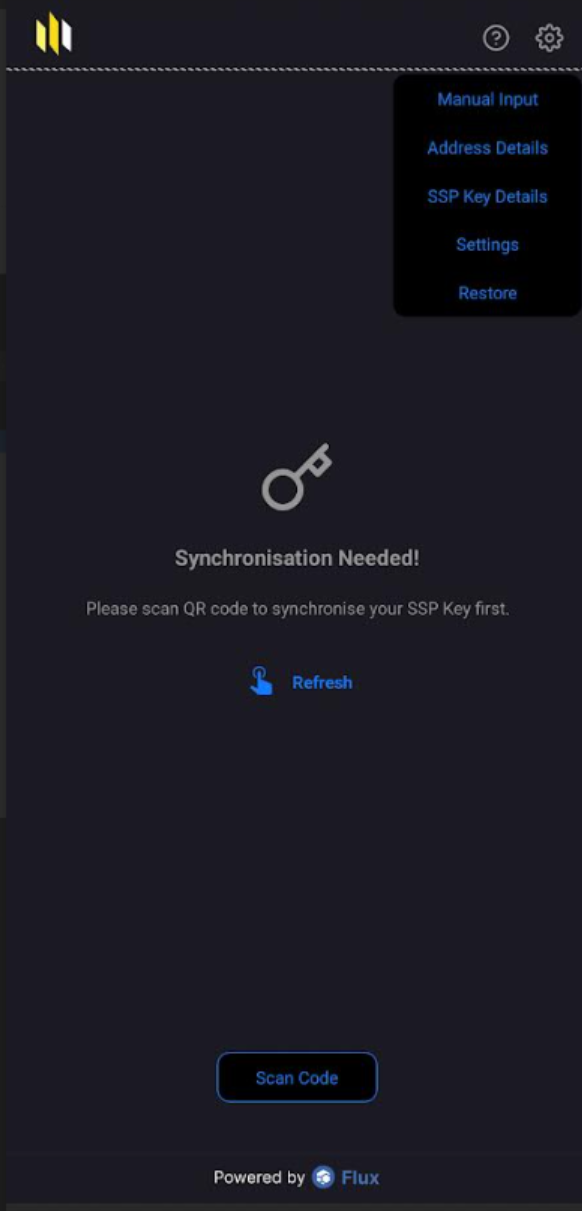 Manual Input
Address Details
SSP Key Details
Settings
Restore
Synchronisation Needed!
Please scan QR code to synchronise your SSP Key first.
Refresh
Scan Code
Powered by Flux